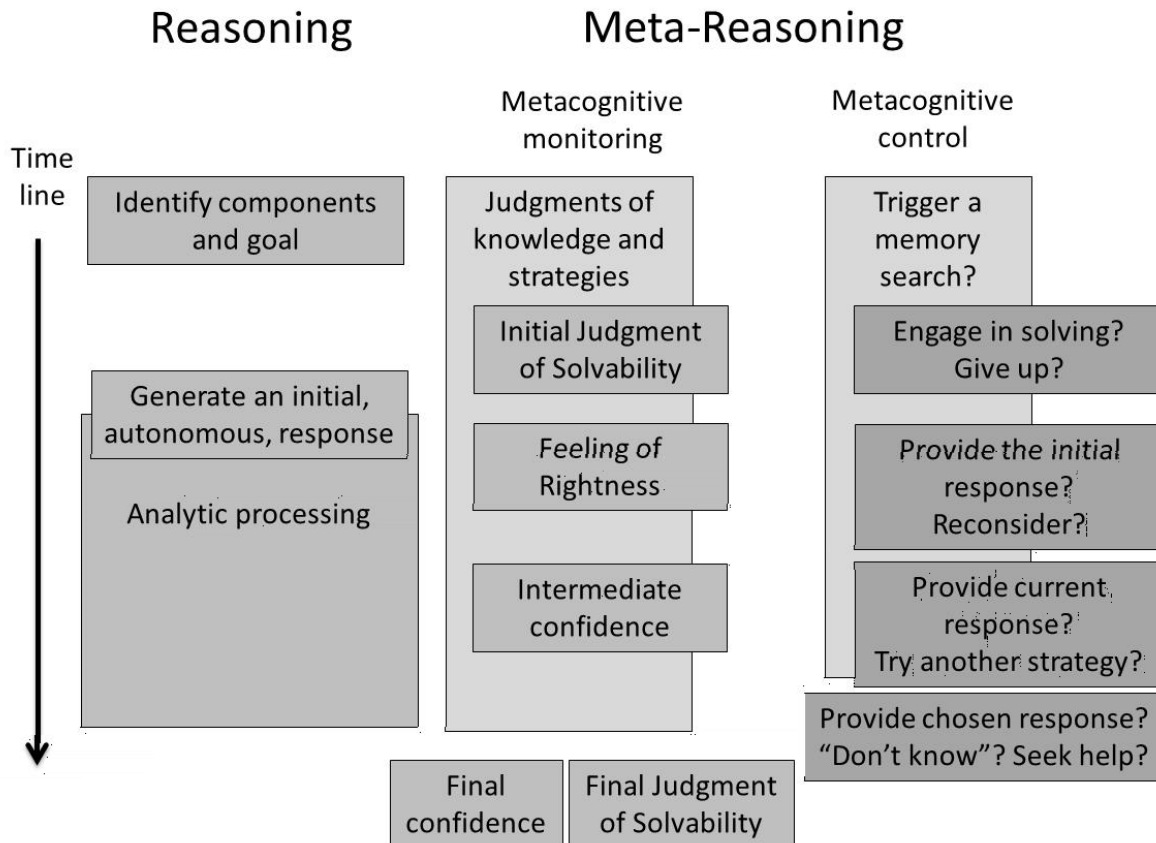 Reasoning
Meta-Reasoning
Metacognitive
monitoring
Metacognitive
control
Time
line
Identify components
and goal
Judgments of
knowledge and
strategies
Trigger a
memory
search?
Initial Judgment
of Solvability
Engage in solving?
Give up?
Generate an initial,
autonomous, response
Feeling of
Rightness
Provide the initial
response?
Reconsider?
Analytic processing
Intermediate
confidence
Provide current
response?
Try another strategy?
Provide chosen response?
“Don’t know”? Seek help?
Final
confidence
Final Judgment
of Solvability